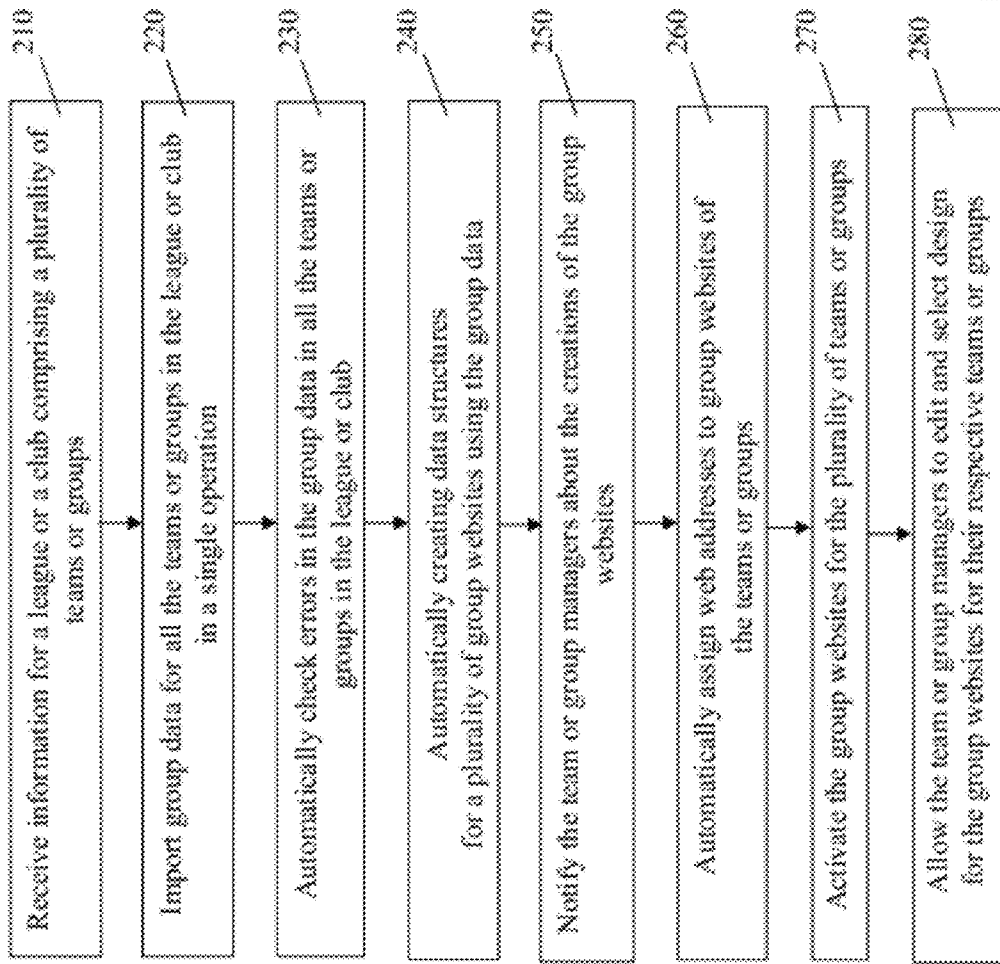 Receive information for a league or a club comprising a plurality of
teams or groups
210
Import group data for all the teams or groups in the league or club
in a single operation
220
Automatically check errors in the group data in all the teams or
groups in the league or club
230
Automatically creating data structures
for a plurality of group websites using the group data
240
Notify the team or group managers about the creations of the group
websites
250
Automatically assign web addresses to group websites of
the teams or groups
260
Activate the group websites for the plurality of teams or groups
270
Allow the team or group managers to edit and select design
for the group websites for their respective teams or groups
280